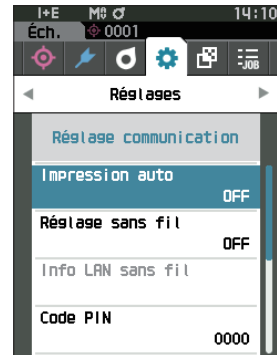 I+E M0 14:10
Éch. 0001
-JOB
Réglages
Réglage communication
Impression auto
OFF
Réglage sans fil
OFF
Info LAN sans fil
Code PIN
0000